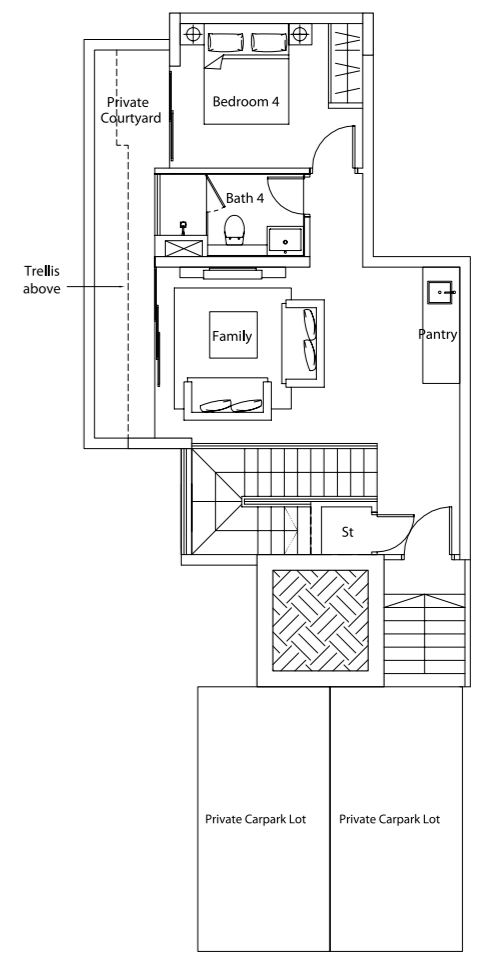 Private
Courtyard
Bedroom 4
Bath 4
Trellis
above
Family
Pantry
St
Private Carpark Lot
Private Carpark Lot